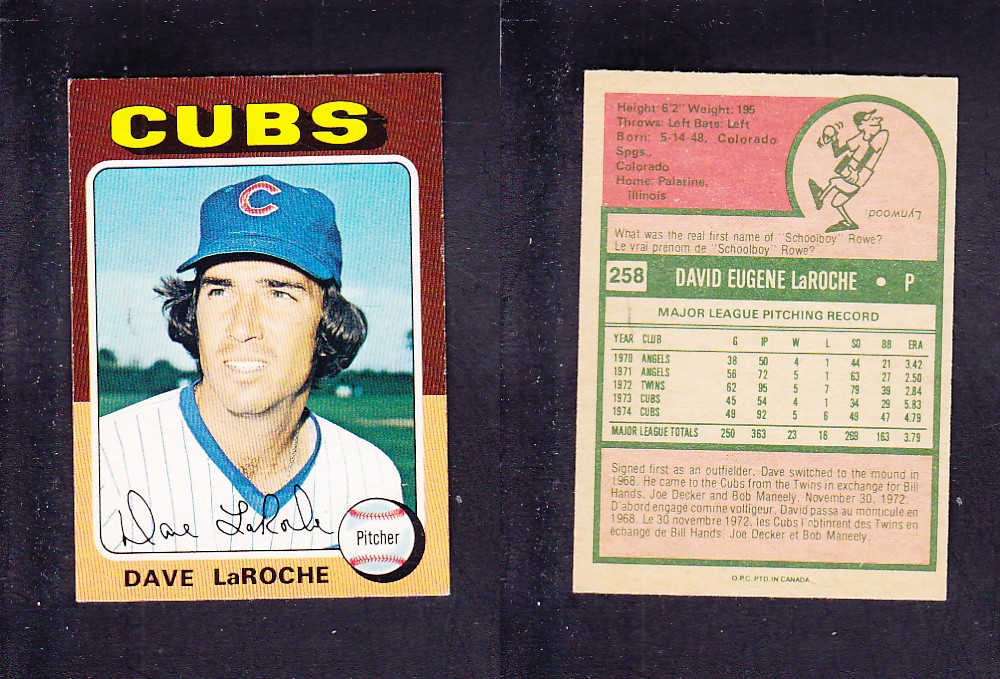 CUBS
C
Dave LaRoche
Pitcher
DAVE LaROCHE
Height: 6'2" Weight: 195
Throws: Left Bats: Left
Born: 5-14-48, Colorado
Spgs.,
Colorado
Home: Palatine,
Illinois
Lynwood.
What was the real first name of "Schoolboy" Rowe?
Le vrai prénom de "Schoolboy" Rowe?
258 DAVID EUGENE LaROCHE • P
MAJOR LEAGUE PITCHING RECORD
YEAR CLUB G IP W L SO BB ERA
1970 ANGELS 38 50 4 1 44 21 3.42
1971 ANGELS 56 72 5 1 63 27 2.50
1972 TWINS 62 95 5 7 79 39 2.84
1973 CUBS 45 54 4 1 34 29 5.83
1974 CUBS 49 92 5 6 49 47 4.79
MAJOR LEAGUE TOTALS 250 363 23 16 269 163 3.79
Signed first as an outfielder, Dave switched to the mound in
1968. He came to the Cubs from the Twins in exchange for Bill
Hands, Joe Decker and Bob Maneely, November 30, 1972.
D'abord engagé comme voltigeur, David passa au monticule en
1968. Le 30 novembre 1972, les Cubs l'obtinrent des Twins en
échange de Bill Hands, Joe Decker et Bob Maneely.
O.P.C. PTD. IN CANADA